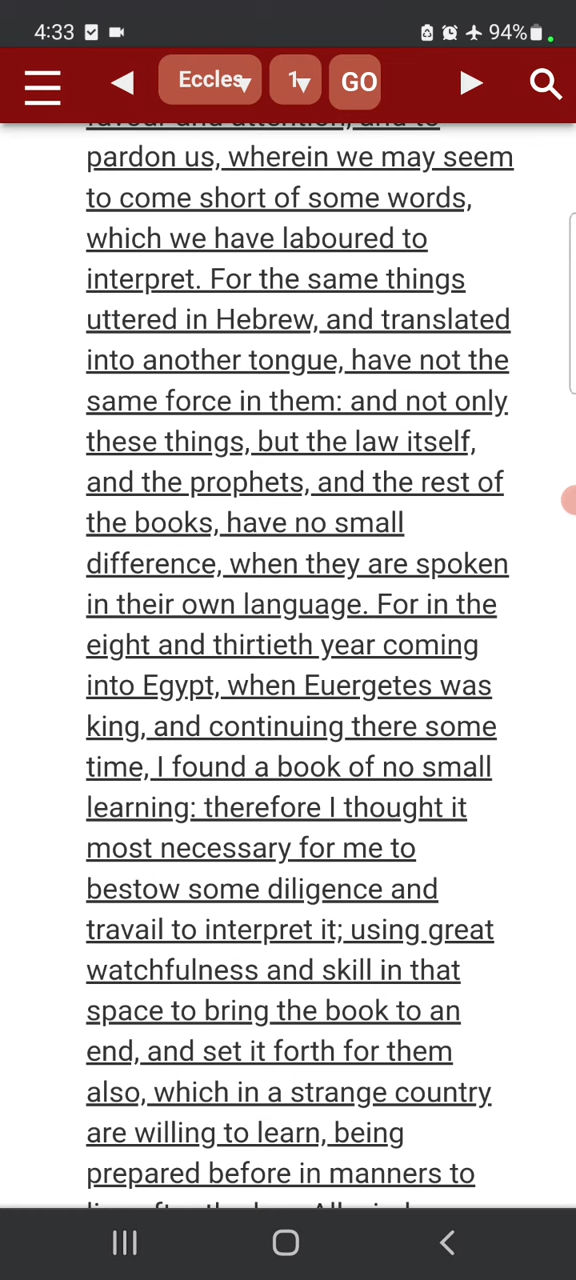 4:33 94%
Eccles 1 GO
favour and attention, and to
pardon us, wherein we may seem
to come short of some words,
which we have laboured to
interpret. For the same things
uttered in Hebrew, and translated
into another tongue, have not the
same force in them: and not only
these things, but the law itself,
and the prophets, and the rest of
the books, have no small
difference, when they are spoken
in their own language. For in the
eight and thirtieth year coming
into Egypt, when Euergetes was
king, and continuing there some
time, I found a book of no small
learning: therefore I thought it
most necessary for me to
bestow some diligence and
travail to interpret it; using great
watchfulness and skill in that
space to bring the book to an
end, and set it forth for them
also, which in a strange country
are willing to learn, being
prepared before in manners to